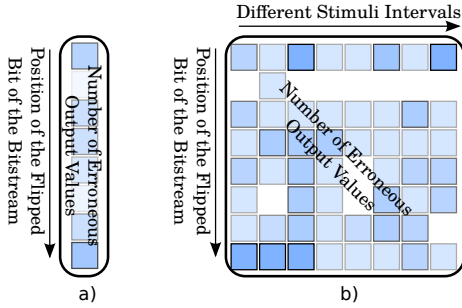 Different Stimuli Intervals
Position of the Flipped
Bit of the Bitstream
Number of Erroneous
Output Values
Position of the Flipped
Bit of the Bitstream
Number of Erroneous
Output Values
a)
b)